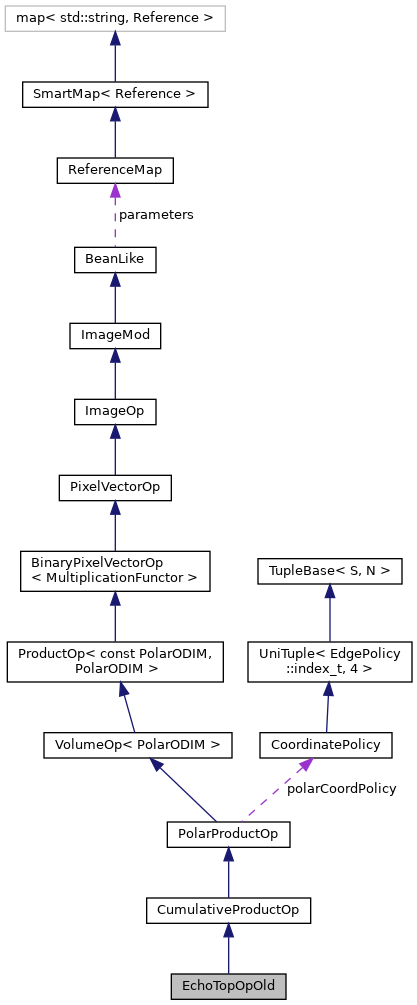 map< std::string, Reference >
SmartMap< Reference >
ReferenceMap
parameters
BeanLike
ImageMod
ImageOp
PixelVectorOp
BinaryPixelVectorOp
< MultiplicationFunctor >
TupleBase< S, N >
ProductOp< const PolarODIM,
PolarODIM >
UniTuple< EdgePolicy
::index_t, 4 >
VolumeOp< PolarODIM >
CoordinatePolicy
polarCoordPolicy
PolarProductOp
CumulativeProductOp
EchoTopOpOld